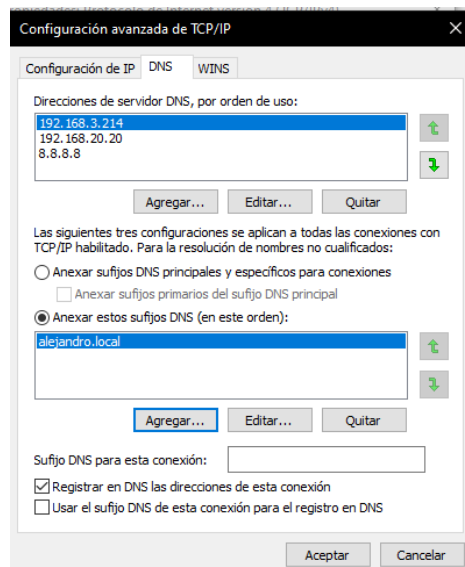 Configuración avanzada de TCP/IP
Configuración de IP DNS WINS
Direcciones de servidor DNS, por orden de uso:
192.168.3.214
192.168.20.20
8.8.8.8
Agregar... Editar... Quitar
Las siguientes tres configuraciones se aplican a todas las conexiones con
TCP/IP habilitado. Para la resolución de nombres no cualificados:
Anexar sufijos DNS principales y específicos para conexiones
Anexar sufijos primarios del sufijo DNS principal
Anexar estos sufijos DNS (en este orden):
alejandro.local
Agregar... Editar... Quitar
Sufijo DNS para esta conexión:
Registrar en DNS las direcciones de esta conexión
Usar el sufijo DNS de esta conexión para el registro en DNS
Aceptar Cancelar